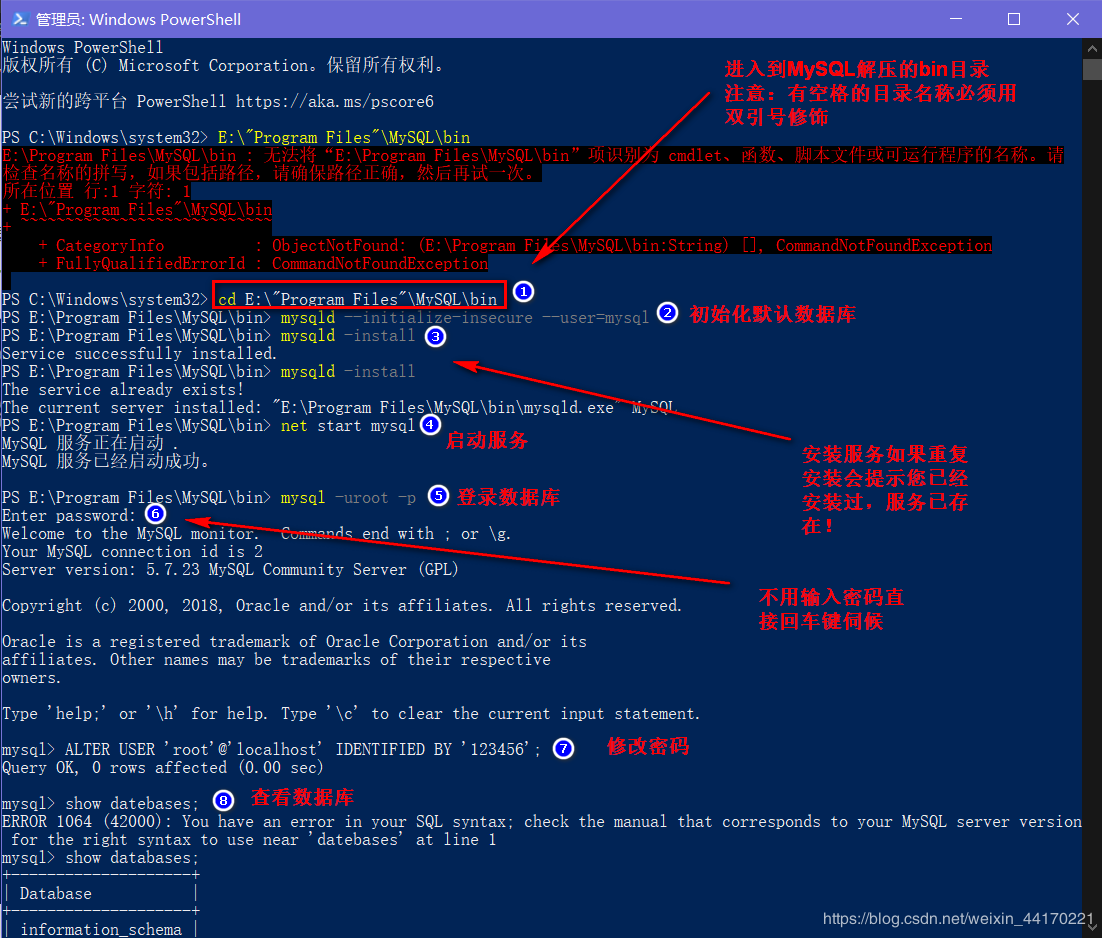 管理员: Windows PowerShell
Windows PowerShell
版权所有 (C) Microsoft Corporation。保留所有权利。
尝试新的跨平台 PowerShell https://aka.ms/pscore6
进入到MySQL解压的bin目录
注意：有空格的目录名称必须用
双引号修饰
PS C:\Windows\system32> E:\"Program Files"\MySQL\bin
E:\Program Files\MySQL\bin : 无法将“E:\Program Files\MySQL\bin”项识别为 cmdlet、函数、脚本文件或可运行程序的名称。请
检查名称的拼写，如果包括路径，请确保路径正确，然后再试一次。
所在位置 行:1 字符: 1
+ E:\"Program Files"\MySQL\bin
+
+ CategoryInfo : ObjectNotFound: (E:\Program Files\MySQL\bin:String) [], CommandNotFoundException
+ FullyQualifiedErrorId : CommandNotFoundException
PS C:\Windows\system32> cd E:\"Program Files"\MySQL\bin 1
PS E:\Program Files\MySQL\bin> mysqld --initialize-insecure --user=mysql 2 初始化默认数据库
PS E:\Program Files\MySQL\bin> mysqld -install 3
Service successfully installed.
PS E:\Program Files\MySQL\bin> mysqld -install
The service already exists!
The current server installed: "E:\Program Files\MySQL\bin\mysqld.exe" MySQL
PS E:\Program Files\MySQL\bin> net start mysql 4
启动服务
MySQL 服务正在启动 .
MySQL 服务已经启动成功。
安装服务如果重复
安装会提示您已经
安装过，服务已存
在！
PS E:\Program Files\MySQL\bin> mysql -uroot -p 5 登录数据库
Enter password: 6
Welcome to the MySQL monitor.  Commands end with ; or \g.
Your MySQL connection id is 2
Server version: 5.7.23 MySQL Community Server (GPL)
不用输入密码直
接回车键伺候
Copyright (c) 2000, 2018, Oracle and/or its affiliates. All rights reserved.
Oracle is a registered trademark of Oracle Corporation and/or its
affiliates. Other names may be trademarks of their respective
owners.
Type 'help;' or '\h' for help. Type '\c' to clear the current input statement.
mysql> ALTER USER 'root'@'localhost' IDENTIFIED BY '123456'; 7 修改密码
Query OK, 0 rows affected (0.00 sec)
mysql> show datebases; 8 查看数据库
ERROR 1064 (42000): You have an error in your SQL syntax; check the manual that corresponds to your MySQL server version
for the right syntax to use near 'datebases' at line 1
mysql> show databases;
+--------------------+
| Database           |
+--------------------+
| information_schema |
https://blog.csdn.net/weixin_44170221